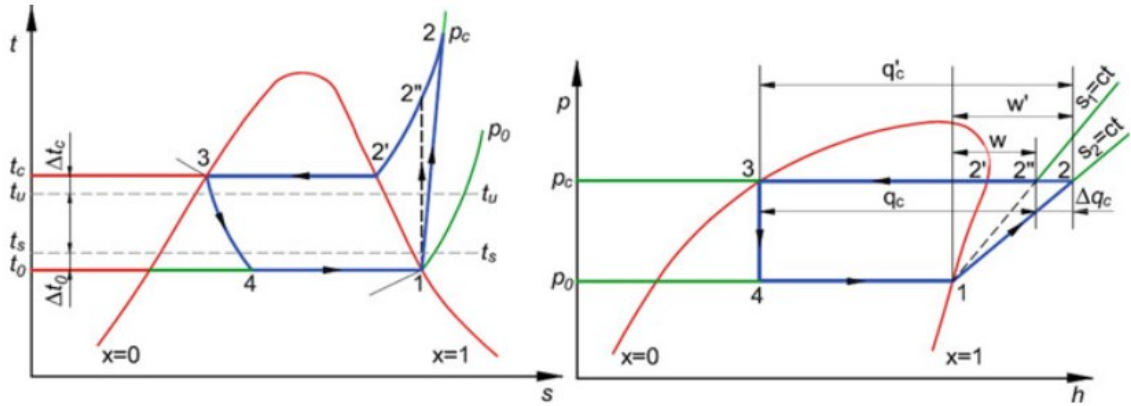 t
2
p_c
2"
p_0
3
2'
t_c
Δt_c
t_u
t_u
t_s
t_s
t_0
Δt_0
4
1
x=0
x=1
s
q'_c
p
w'
s_1=ct
w
s_2=ct
3
2'
2"
2
p_c
q_c
Δq_c
p_0
4
1
x=0
x=1
h